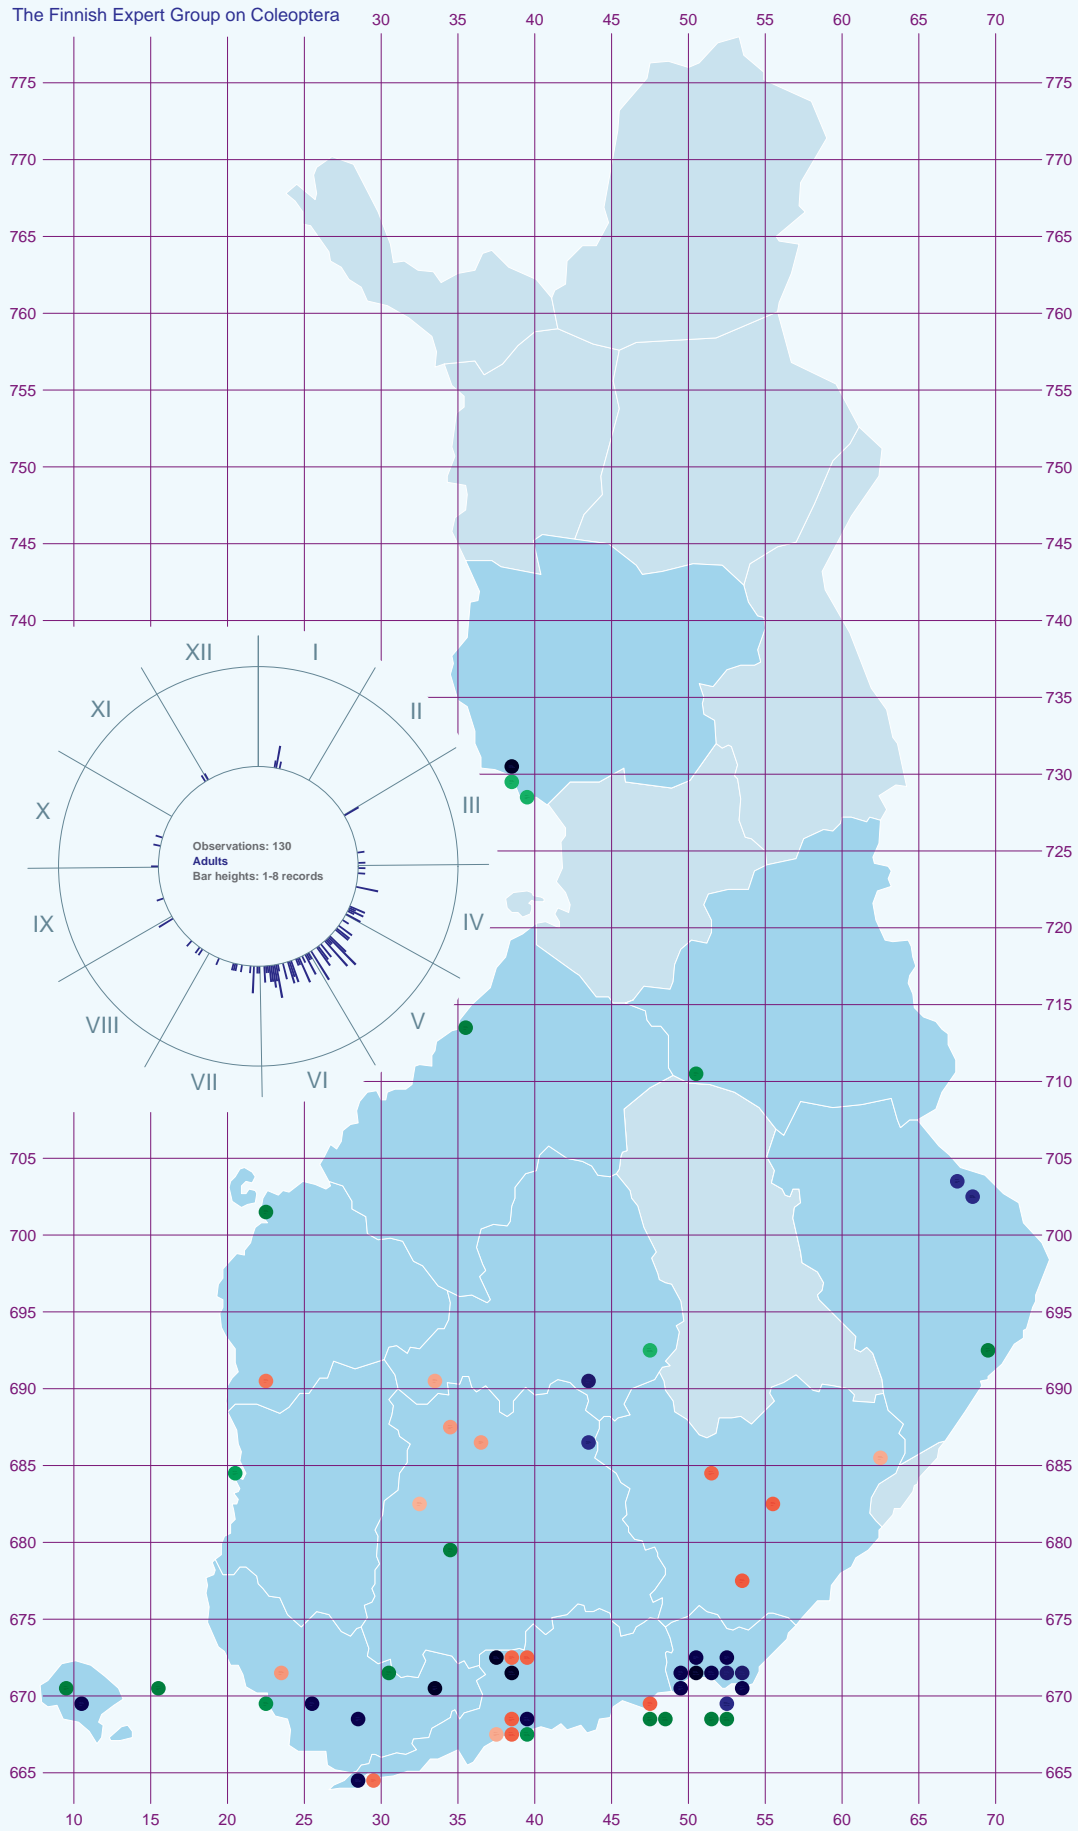 The Finnish Expert Group on Coleoptera
30 35 40 45 50 55 60 65 70
775 775
770 770
765 765
760 760
755 755
750 750
745 745
740 740
XII I
XI II
735
730
X III
Observations: 130
Adults
Bar heights: 1-8 records
725
IX IV
720
715
VIII V
VII VI
710
705 705
700 700
695 695
690 690
685 685
680 680
675 675
670 670
665 665
10 15 20 25 30 35 40 45 50 55 60 65 70